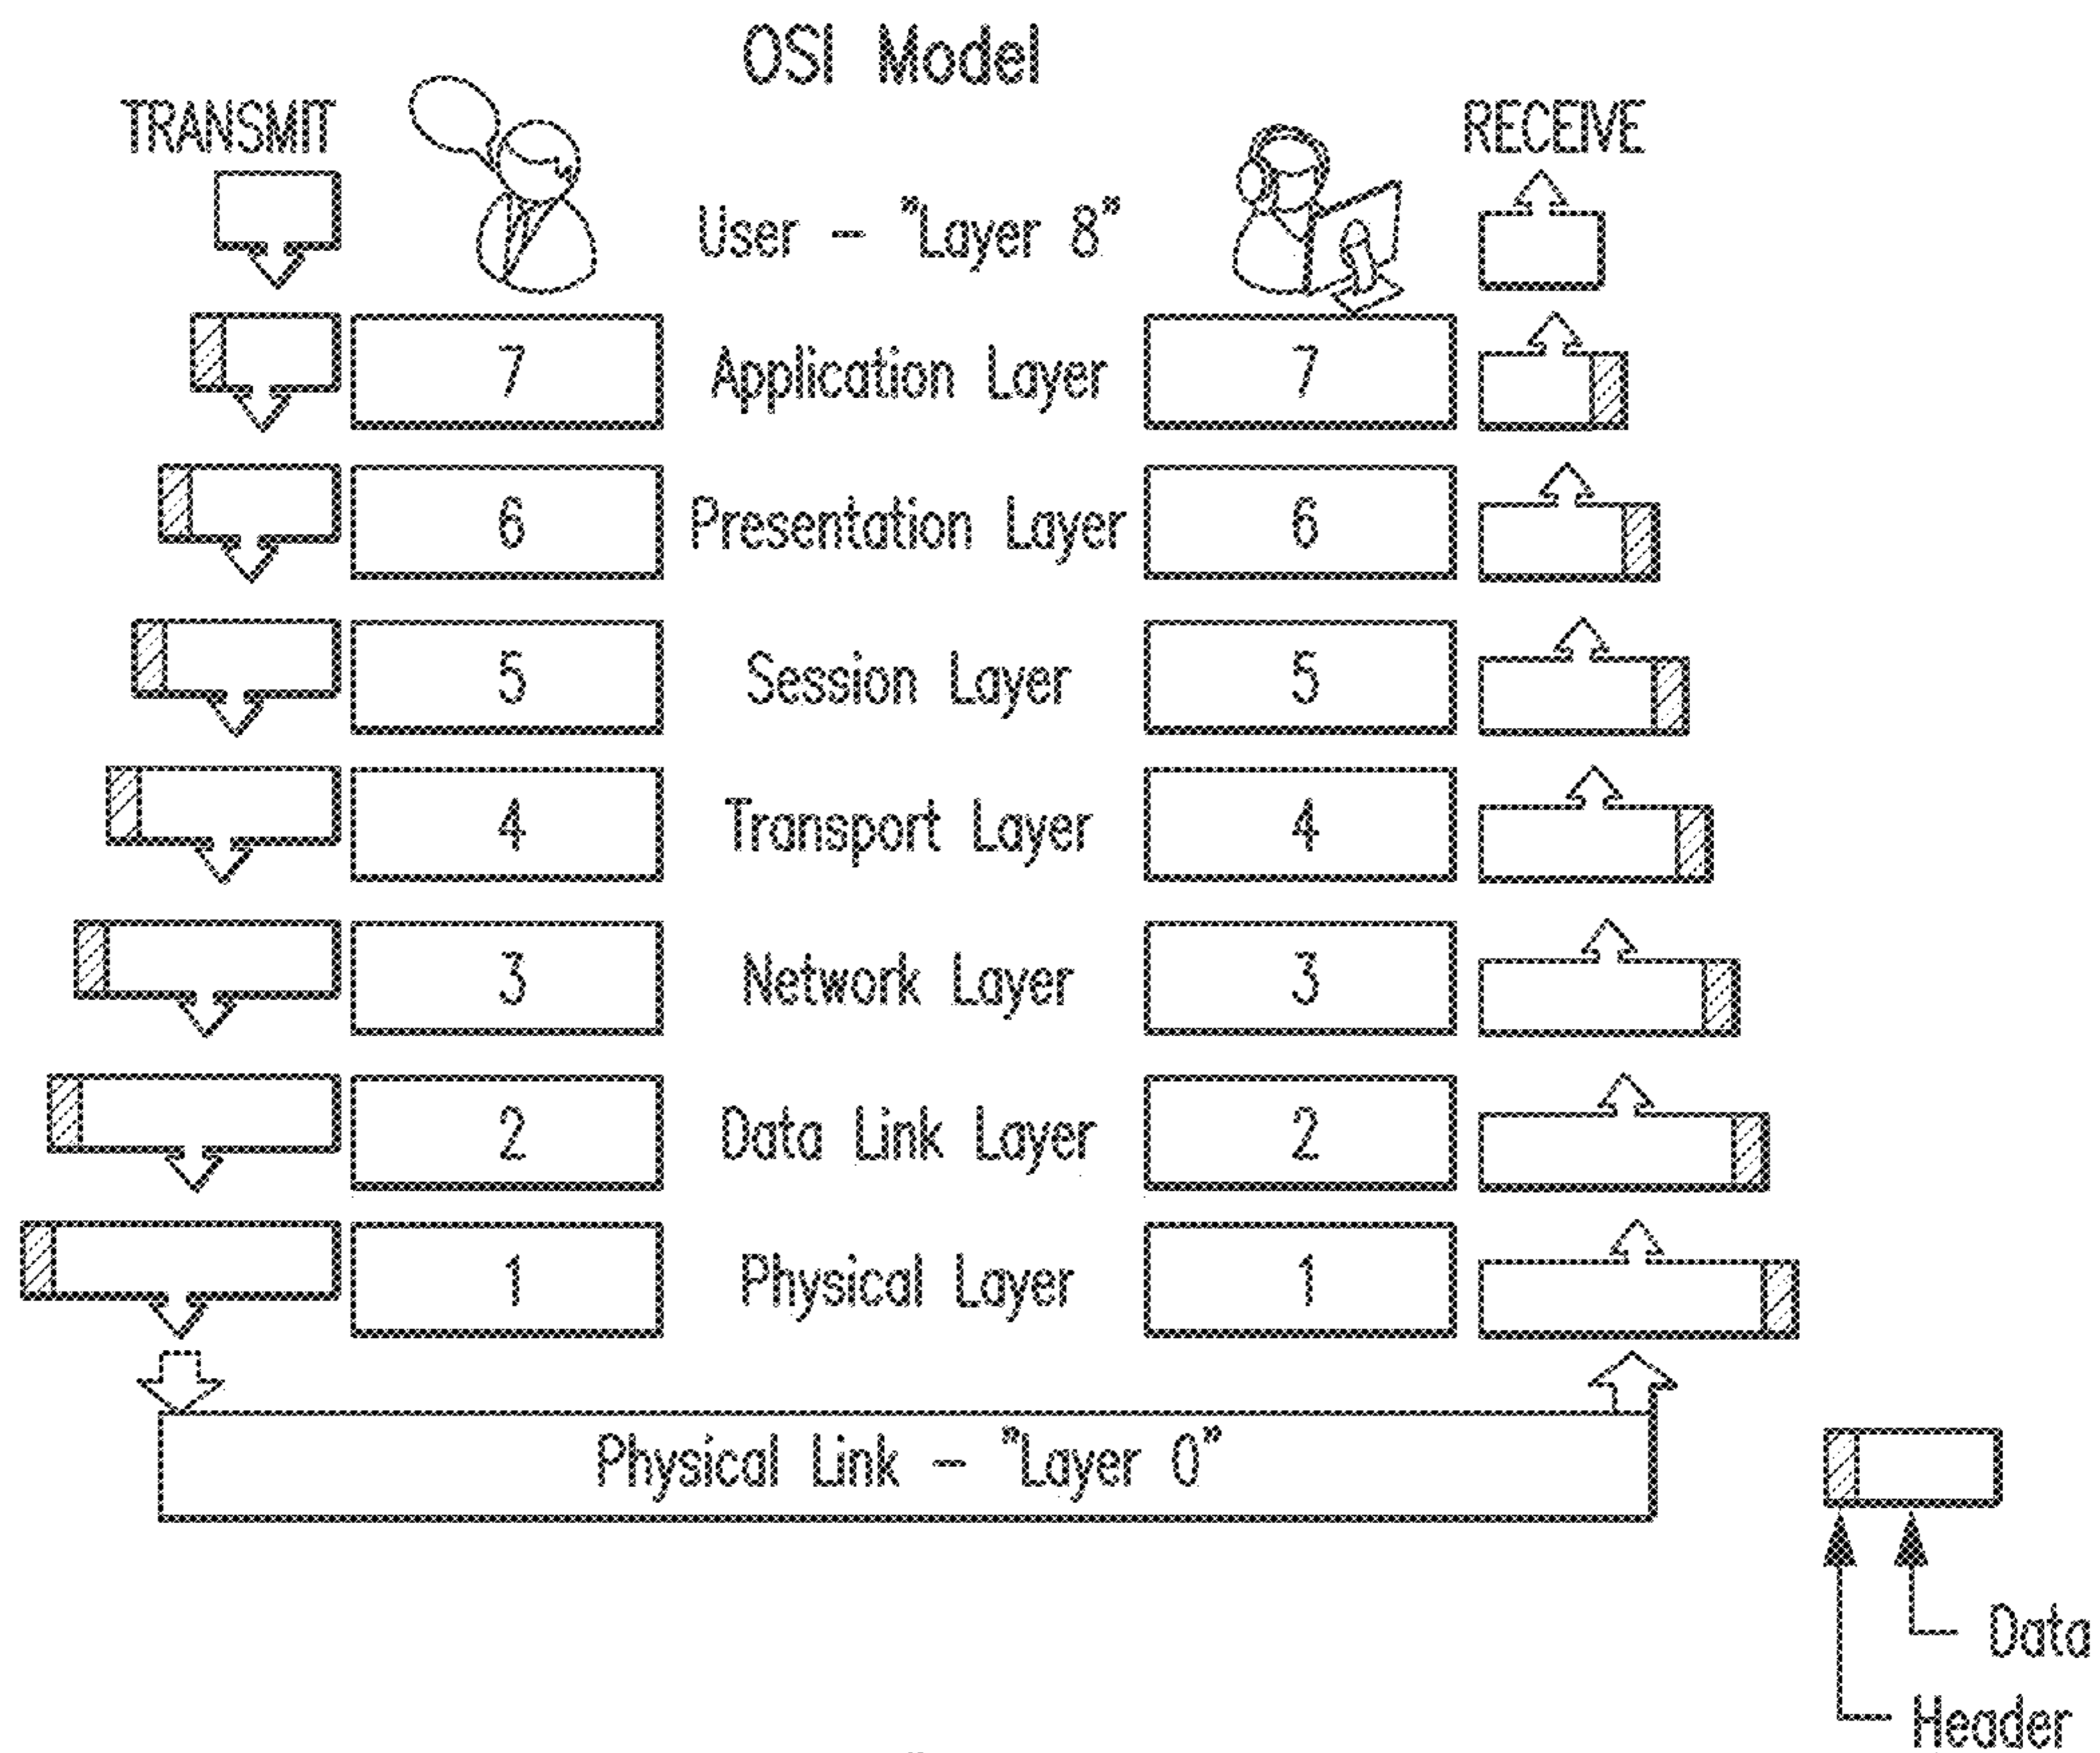 OSI Model
TRANSMIT
RECEIVE
User - "Layer 8"
7 Application Layer 7
6 Presentation Layer 6
5 Session Layer 5
4 Transport Layer 4
3 Network Layer 3
2 Data Link Layer 2
1 Physical Layer 1
Physical Link - "Layer 0"
Data
Header